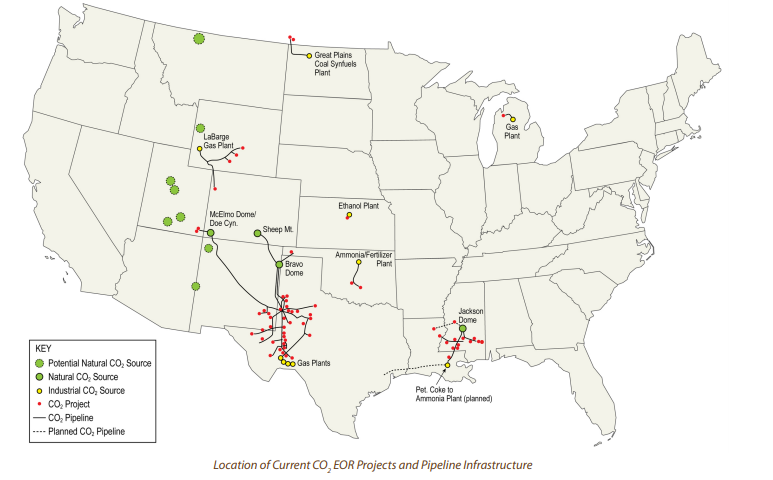 Great Plains
Coal Synfuels
Plant
Gas
Plant
LaBarge
Gas Plant
Ethanol Plant
McElmo Dome/
Doe Cyn.
Sheep Mt.
Ammonia/Fertilizer
Plant
Bravo
Dome
Jackson
Dome
Gas Plants
Pet. Coke to
Ammonia Plant (planned)
KEY
Potential Natural CO₂ Source
Natural CO₂ Source
Industrial CO₂ Source
CO₂ Project
CO₂ Pipeline
Planned CO₂ Pipeline
Location of Current CO₂ EOR Projects and Pipeline Infrastructure